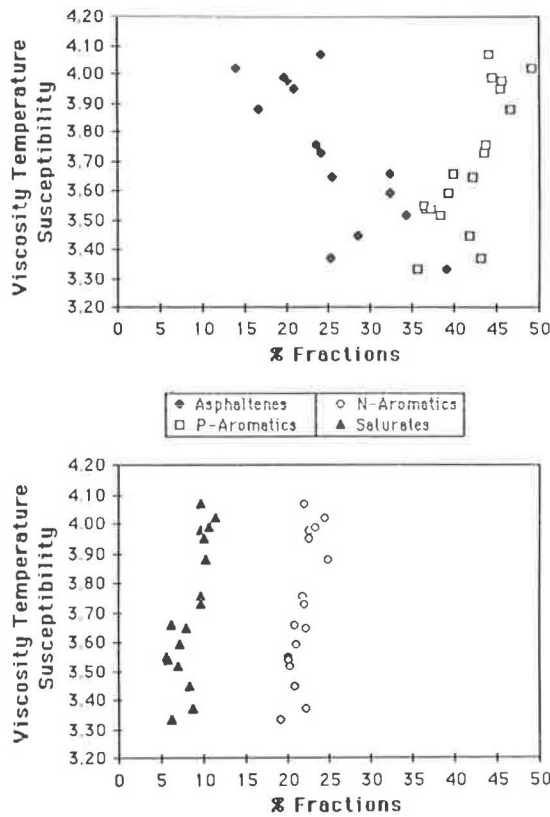 Viscosity Temperature
Susceptibility
4.20
4.10
4.00
3.90
3.80
3.70
3.60
3.50
3.40
3.30
3.20
0 5 10 15 20 25 30 35 40 45 50
% Fractions
Asphaltenes
N-Aromatics
P-Aromatics
Saturates
Viscosity Temperature
Susceptibility
4.20
4.10
4.00
3.90
3.80
3.70
3.60
3.50
3.40
3.30
3.20
0 5 10 15 20 25 30 35 40 45 50
% Fractions